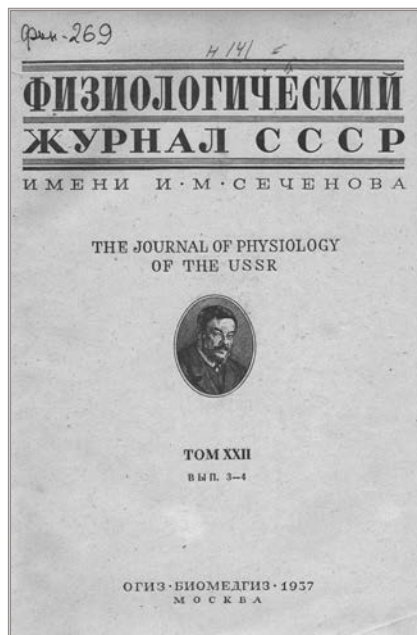 фл-269
н 141
ФИЗИОЛОГИЧЕСКИЙ
ЖУРНАЛ СССР
ИМЕНИ И·М·СЕЧЕНОВА
THE JOURNAL OF PHYSIOLOGY
OF THE USSR
ТОМ XXII
ВЫП. 3–4
ОГИЗ·БИОМЕДГИЗ·1937
МОСКВА